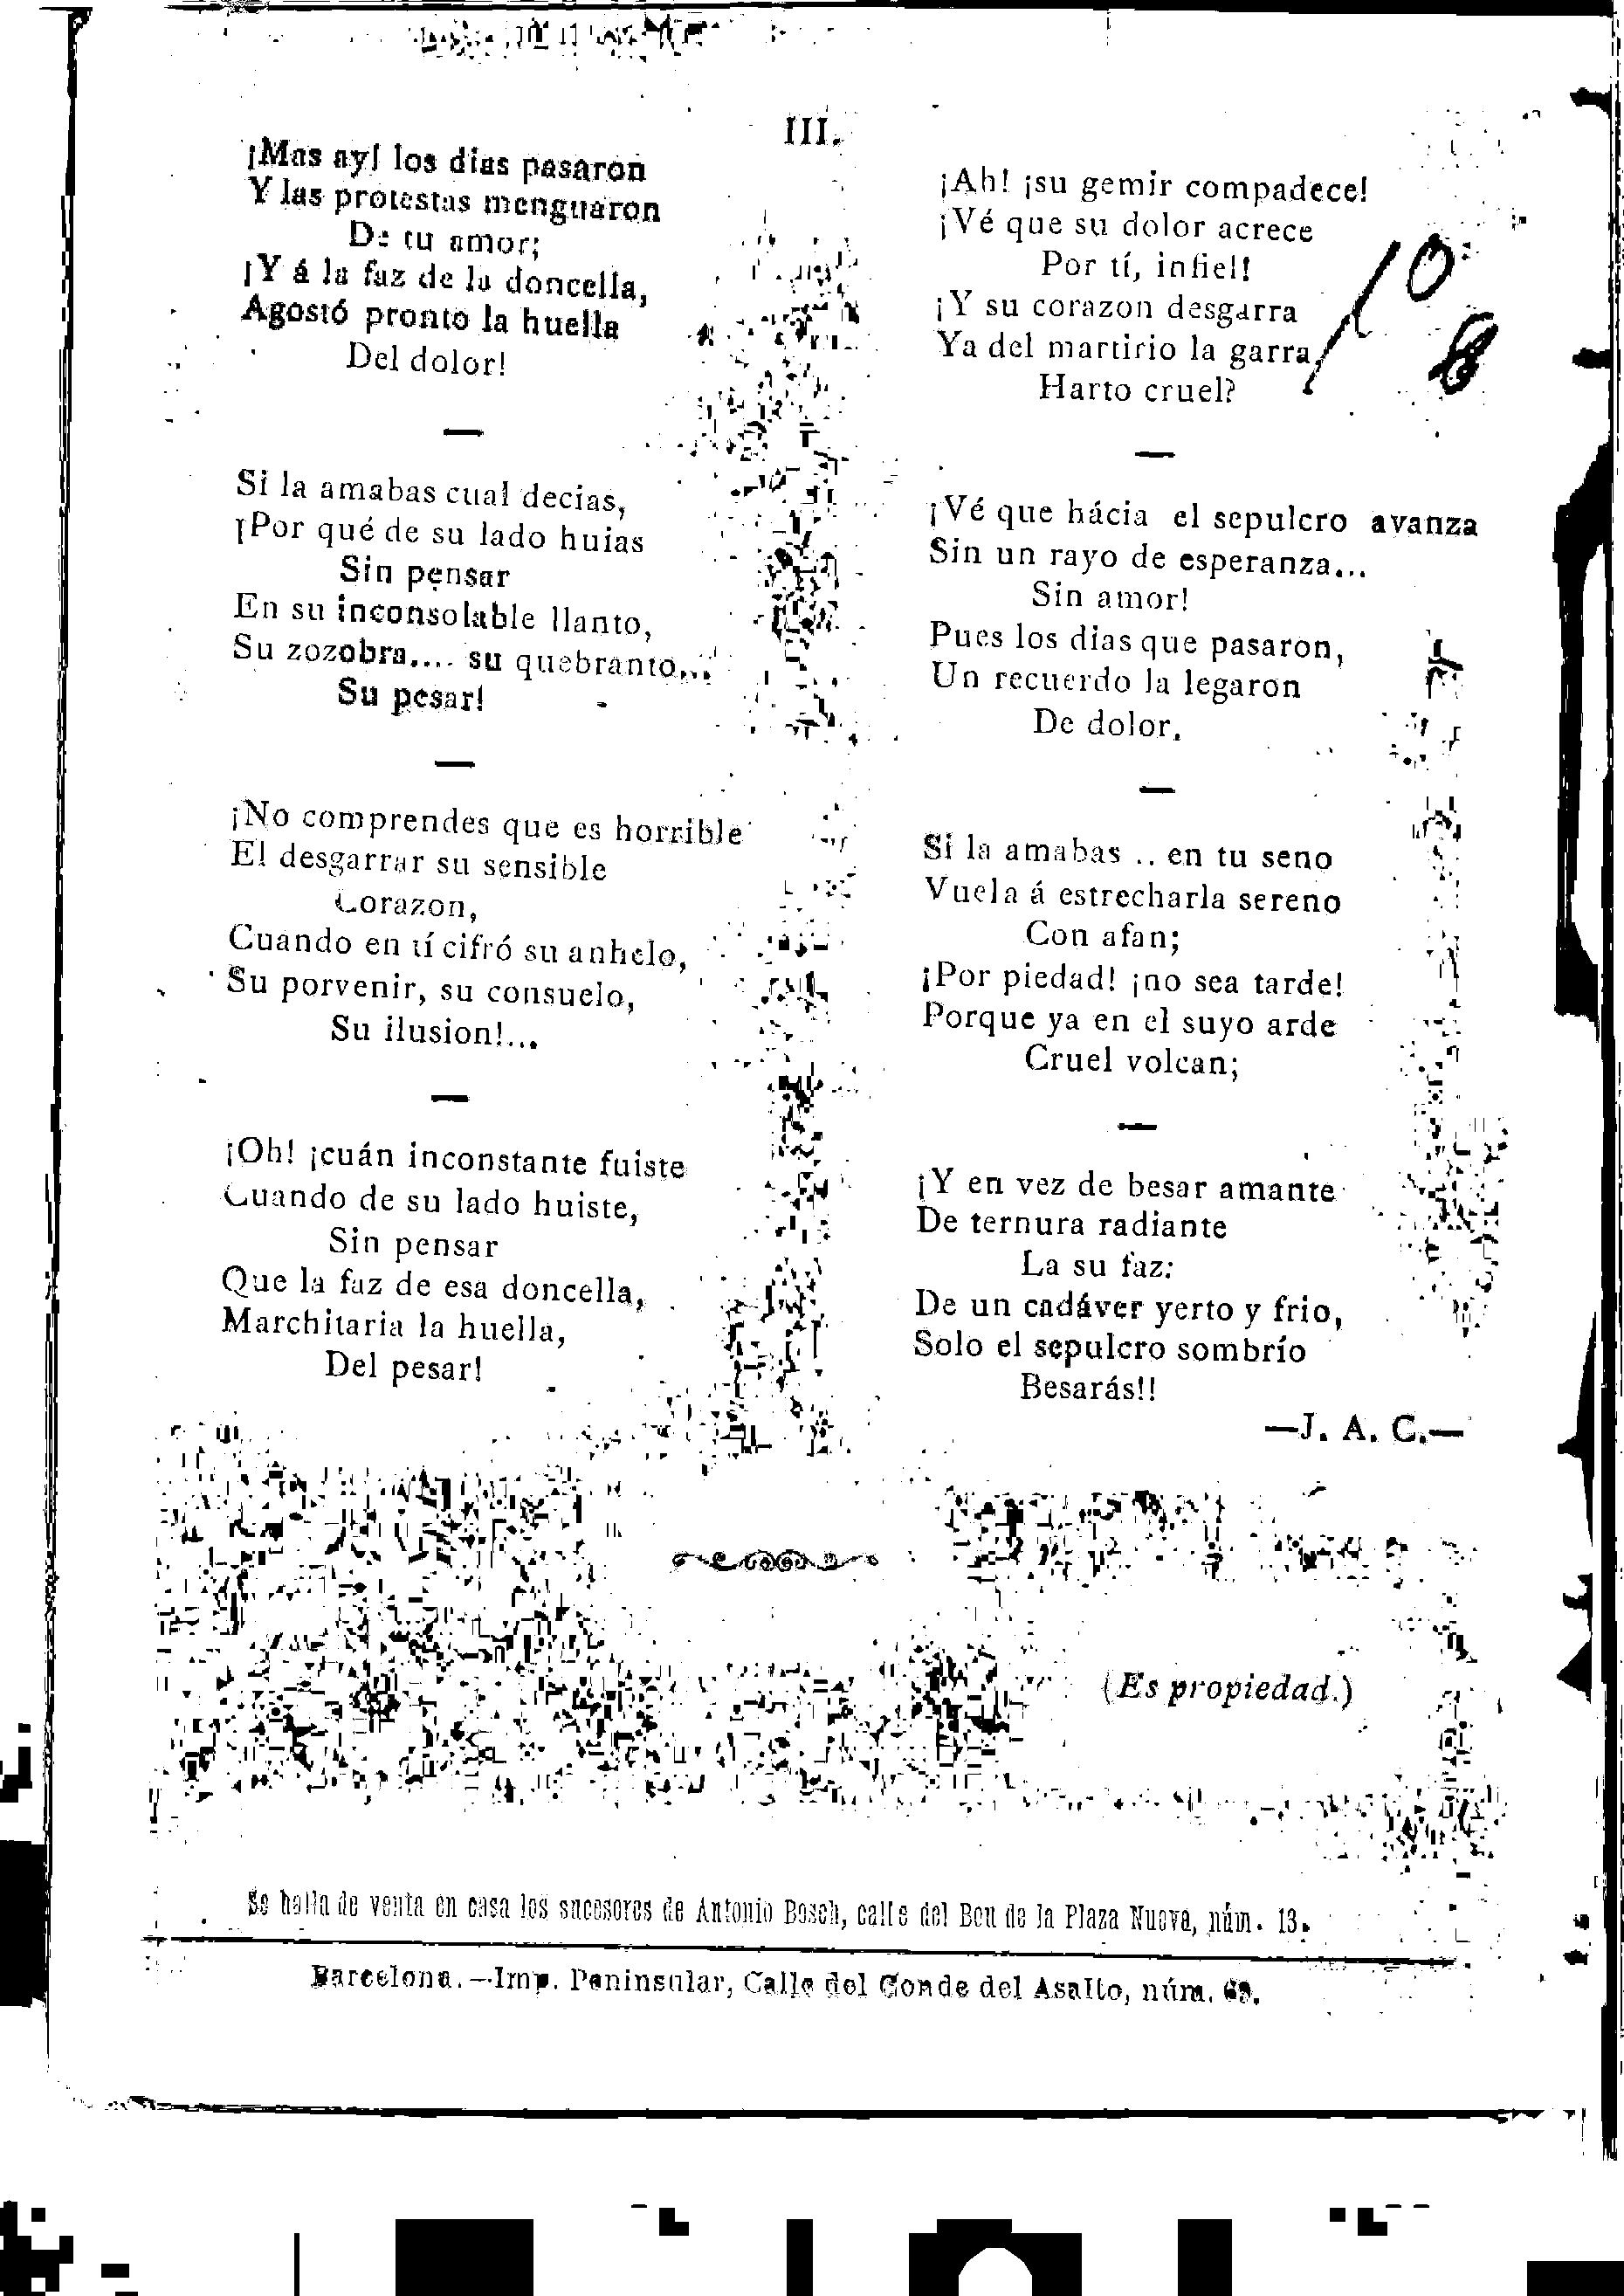 III.
¡Mas ay! los dias pasaron
Y las protestas menguaron
De tu amor;
¡Y á la faz de la doncella,
Agostó pronto la huella
Del dolor!
—
Si la amabas cual decias,
¡Por qué de su lado huias
Sin pensar
En su inconsolable llanto,
Su zozobra.... su quebranto...
Su pesar!
—
¡No comprendes que es horrible
El desgarrar su sensible
Corazon,
Cuando en tí cifró su anhelo,
Su porvenir, su consuelo,
Su ilusion!...
—
¡Oh! ¡cuán inconstante fuiste
Cuando de su lado huiste,
Sin pensar
Que la faz de esa doncella,
Marchitaria la huella,
Del pesar!
¡Ah! ¡su gemir compadece!
¡Vé que su dolor acrece
Por tí, infiel!
¡Y su corazon desgarra
Ya del martirio la garra
Harto cruel?
—
¡Vé que hácia el sepulcro avanza
Sin un rayo de esperanza...
Sin amor!
Pues los dias que pasaron,
Un recuerdo la legaron
De dolor.
—
Si la amabas .. en tu seno
Vuela á estrecharla sereno
Con afan;
¡Por piedad! ¡no sea tarde!
Porque ya en el suyo arde
Cruel volcan;
—
¡Y en vez de besar amante
De ternura radiante
La su faz:
De un cadáver yerto y frio,
Solo el sepulcro sombrío
Besarás!!
—J. A. C.—
(Es propiedad.)
Se halla de venta en casa los sucesores de Antonio Bosch, calle del Bou de la Plaza Nueva, núm. 13.
Barcelona.—Imp. Peninsular, Calle del Conde del Asalto, núm.